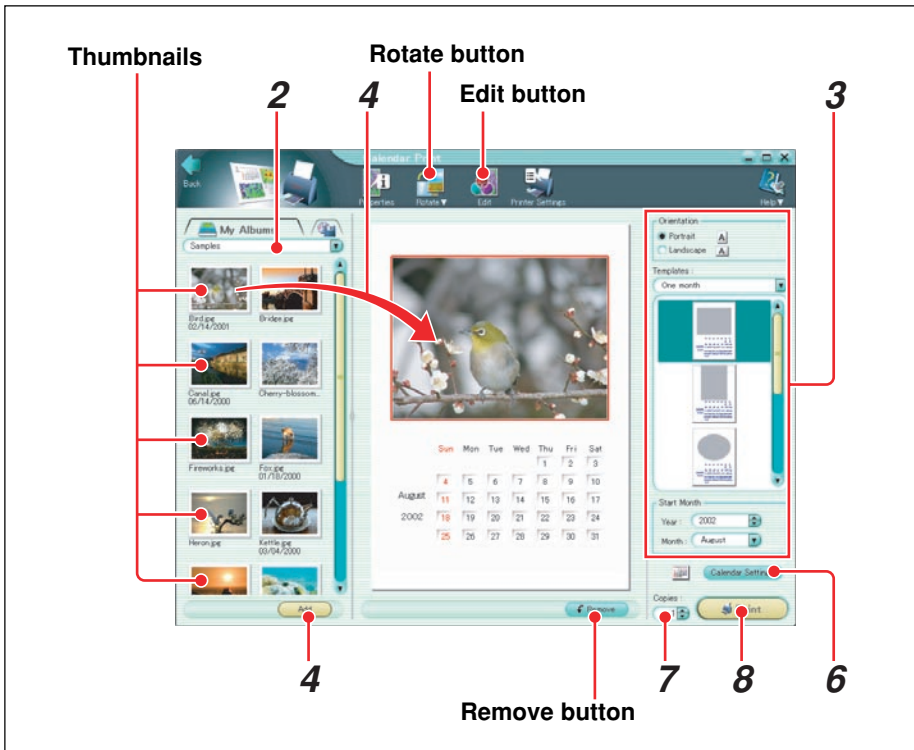 Thumbnails
Rotate button
2
4
Edit button
3
Calendar Print
Back
Properties
Rotate▼
Edit
Printer Settings
Help▼
My Albums
Samples
Bird.jpg
02/14/2001
Bridge.jpg
Canal.jpg
06/14/2000
Cherry-blossom...
Fireworks.jpg
Fox.jpg
01/18/2000
Heron.jpg
Kettle.jpg
03/04/2000
Add
Sun Mon Tue Wed Thu Fri Sat
1 2 3
4 5 6 7 8 9 10
August 11 12 13 14 15 16 17
2002 18 19 20 21 22 23 24
25 26 27 28 29 30 31
Remove
Orientation
Portrait A
Landscape A
Templates :
One month
Start Month
Year : 2002
Month : August
Calendar Settin
Copies :
1
Print
4
Remove button
7
8
6